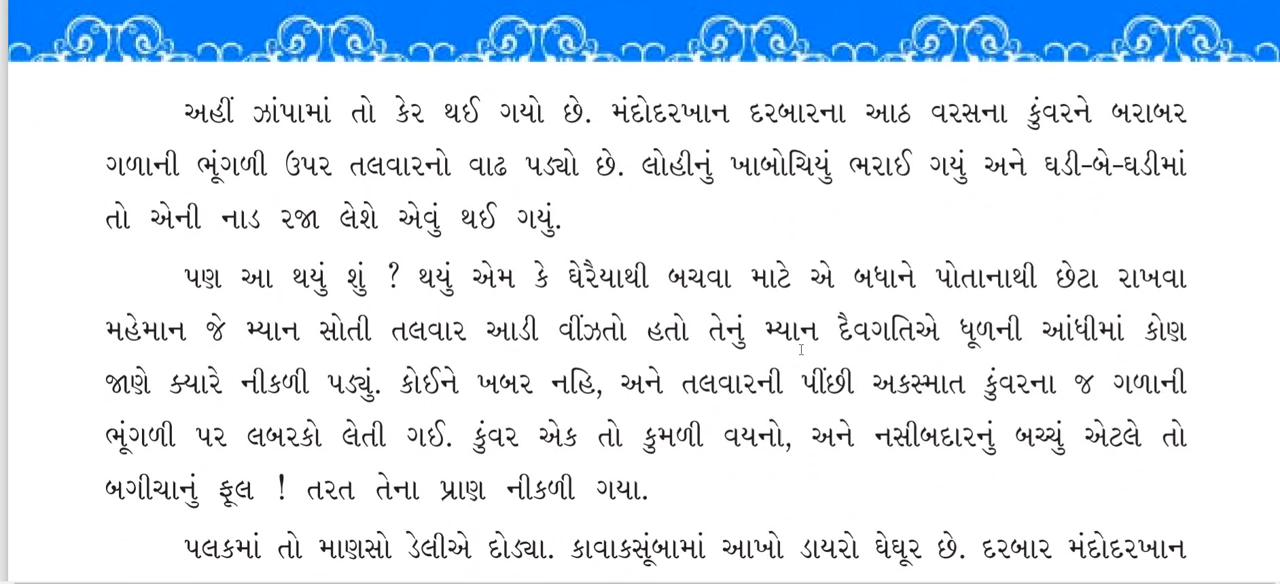 અહીં ઝાંપામાં તો કેર થઈ ગયો છે. મંદોદરખાન દરબારના આઠ વરસના કુંવરને બરાબર
ગળાની ભૂંગળી ઉપર તલવારનો વાઢ પડ્યો છે. લોહીનું ખાબોચિયું ભરાઈ ગયું અને ઘડી-બે-ઘડીમાં
તો એની નાડ રજા લેશે એવું થઈ ગયું.
પણ આ થયું શું ? થયું એમ કે ઘેરૈયાથી બચવા માટે એ બધાને પોતાનાથી છેટા રાખવા
મહેમાન જે મ્યાન સોતી તલવાર આડી વીંઝતો હતો તેનું મ્યાન દૈવગતિએ ધૂળની આંધીમાં કોણ
જાણે ક્યારે નીકળી પડ્યું. કોઈને ખબર નહિ, અને તલવારની પીંછી અકસ્માત કુંવરના જ ગળાની
ભૂંગળી પર લબરકો લેતી ગઈ. કુંવર એક તો કુમળી વયનો, અને નસીબદારનું બચ્ચું એટલે તો
બગીચાનું ફૂલ ! તરત તેના પ્રાણ નીકળી ગયા.
પલકમાં તો માણસો ડેલીએ દોડ્યા. કાવાકસૂંબામાં આખો ડાયરો ઘેઘૂર છે. દરબાર મંદોદરખાન